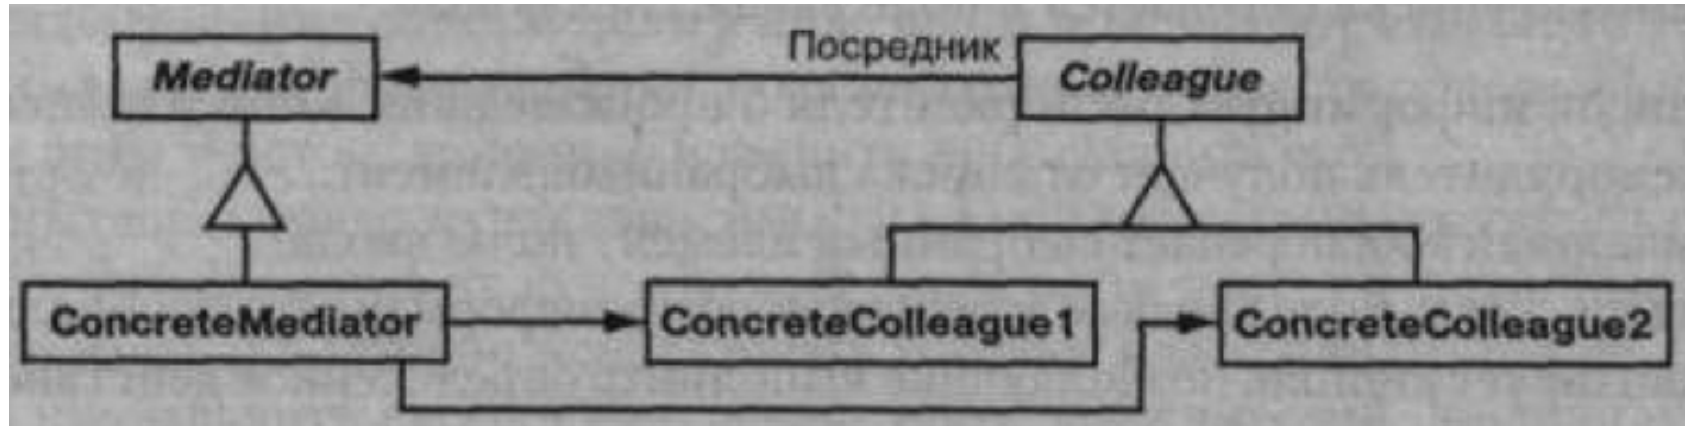 Mediator
Посредник
Colleague
ConcreteMediator
ConcreteColleague1
ConcreteColleague2